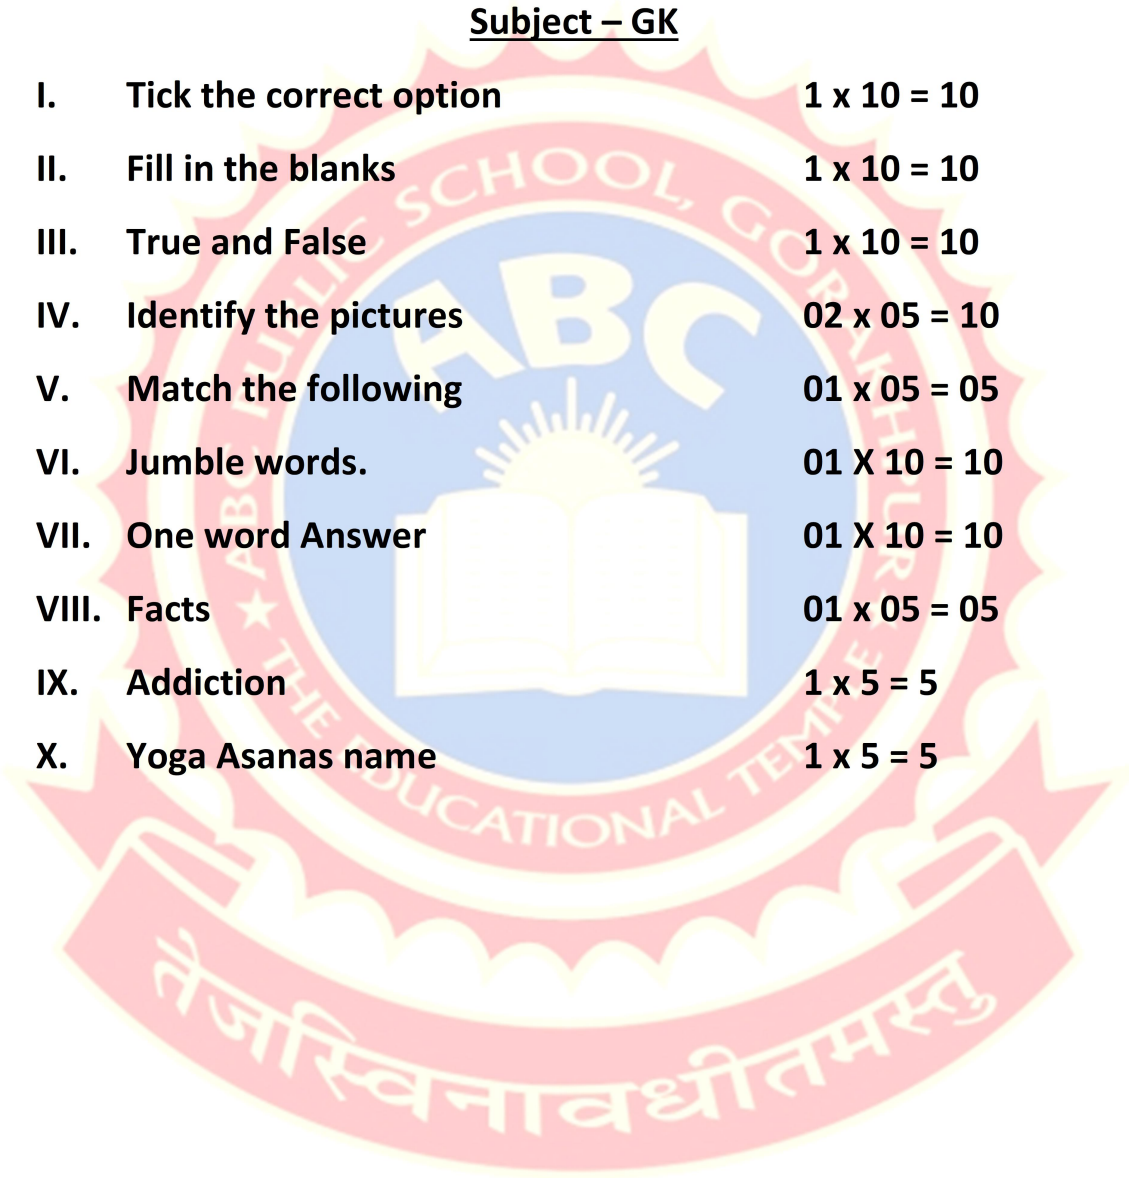 Subject – GK
I. Tick the correct option 1 x 10 = 10
II. Fill in the blanks 1 x 10 = 10
III. True and False 1 x 10 = 10
IV. Identify the pictures 02 x 05 = 10
V. Match the following 01 x 05 = 05
VI. Jumble words. 01 X 10 = 10
VII. One word Answer 01 X 10 = 10
VIII. Facts 01 x 05 = 05
IX. Addiction 1 x 5 = 5
X. Yoga Asanas name 1 x 5 = 5
ABC PUBLIC SCHOOL, GORAKHPUR
ABC
★ THE EDUCATIONAL TEMPLE ★
तेजस्विनावधीतमस्तु